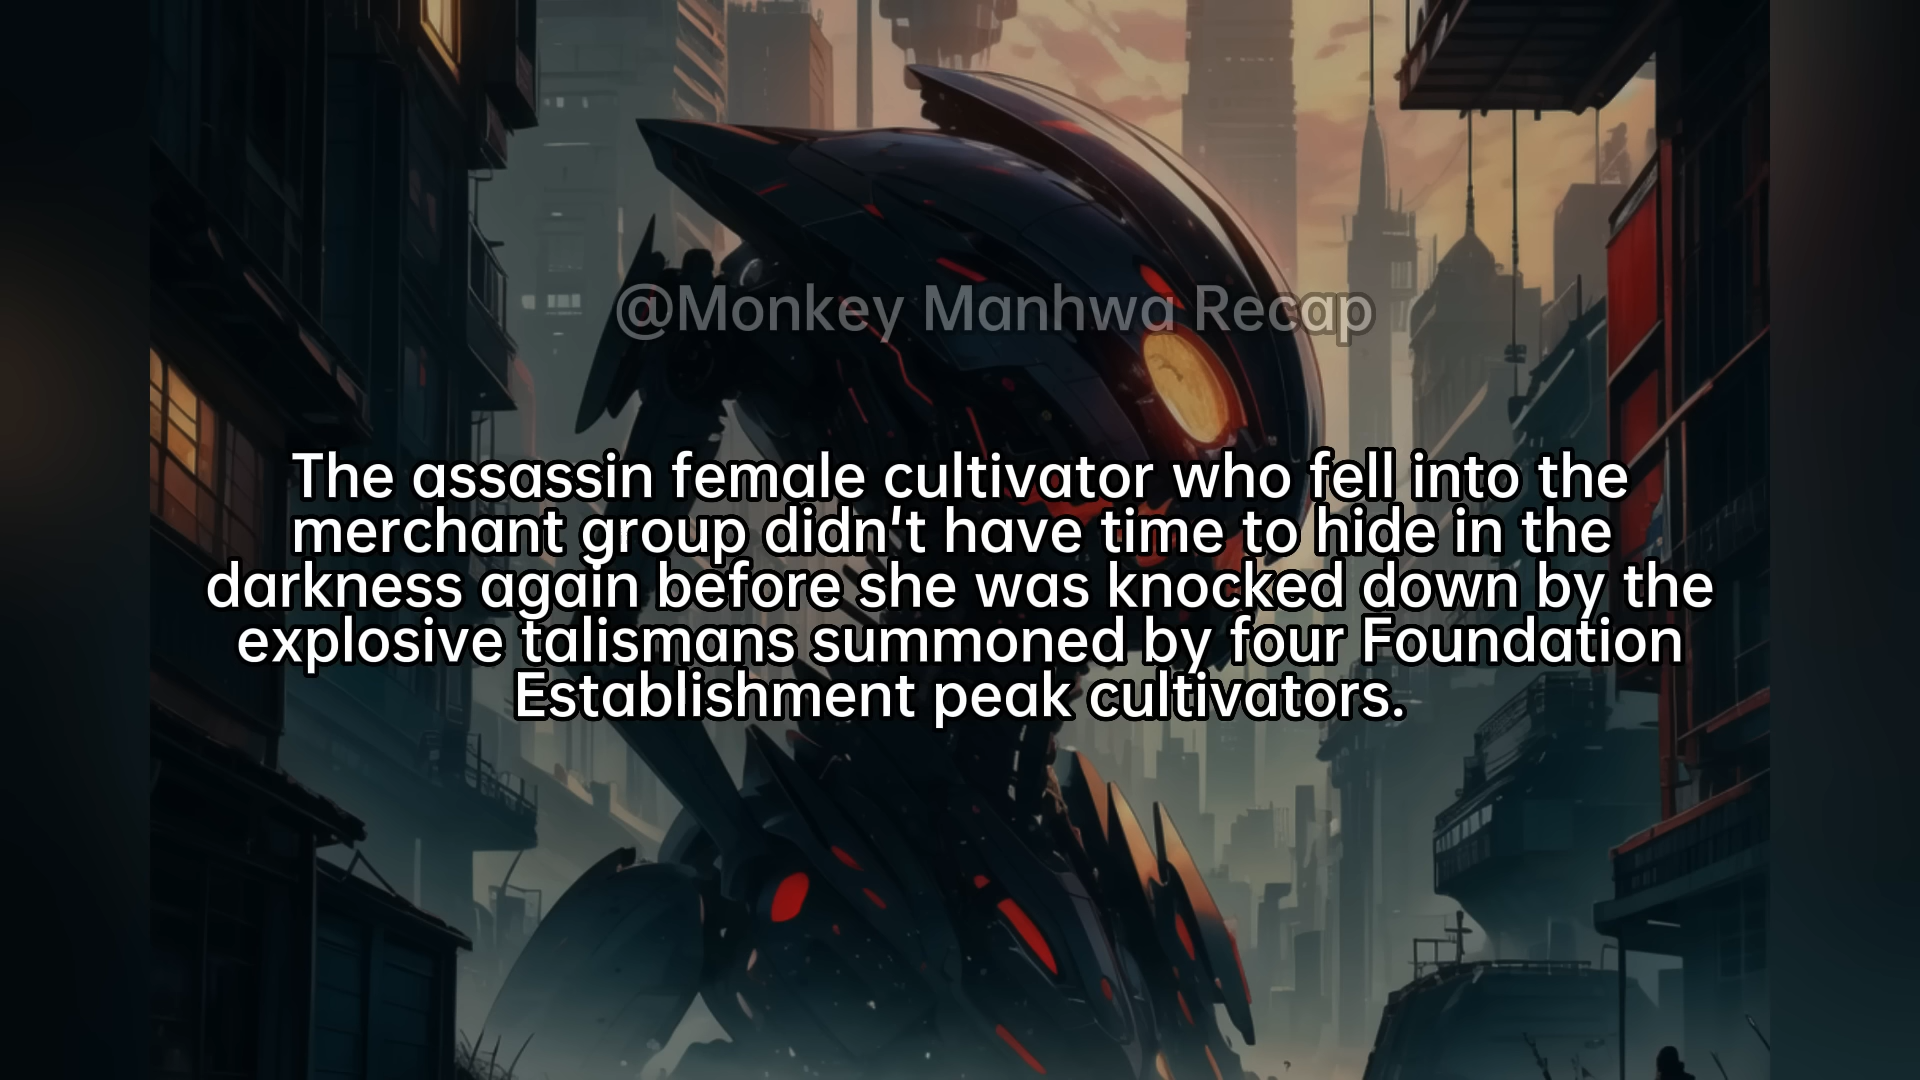 @Monkey Manhwa Recap
The assassin female cultivator who fell into the
merchant group didn't have time to hide in the
darkness again before she was knocked down by the
explosive talismans summoned by four Foundation
Establishment peak cultivators.